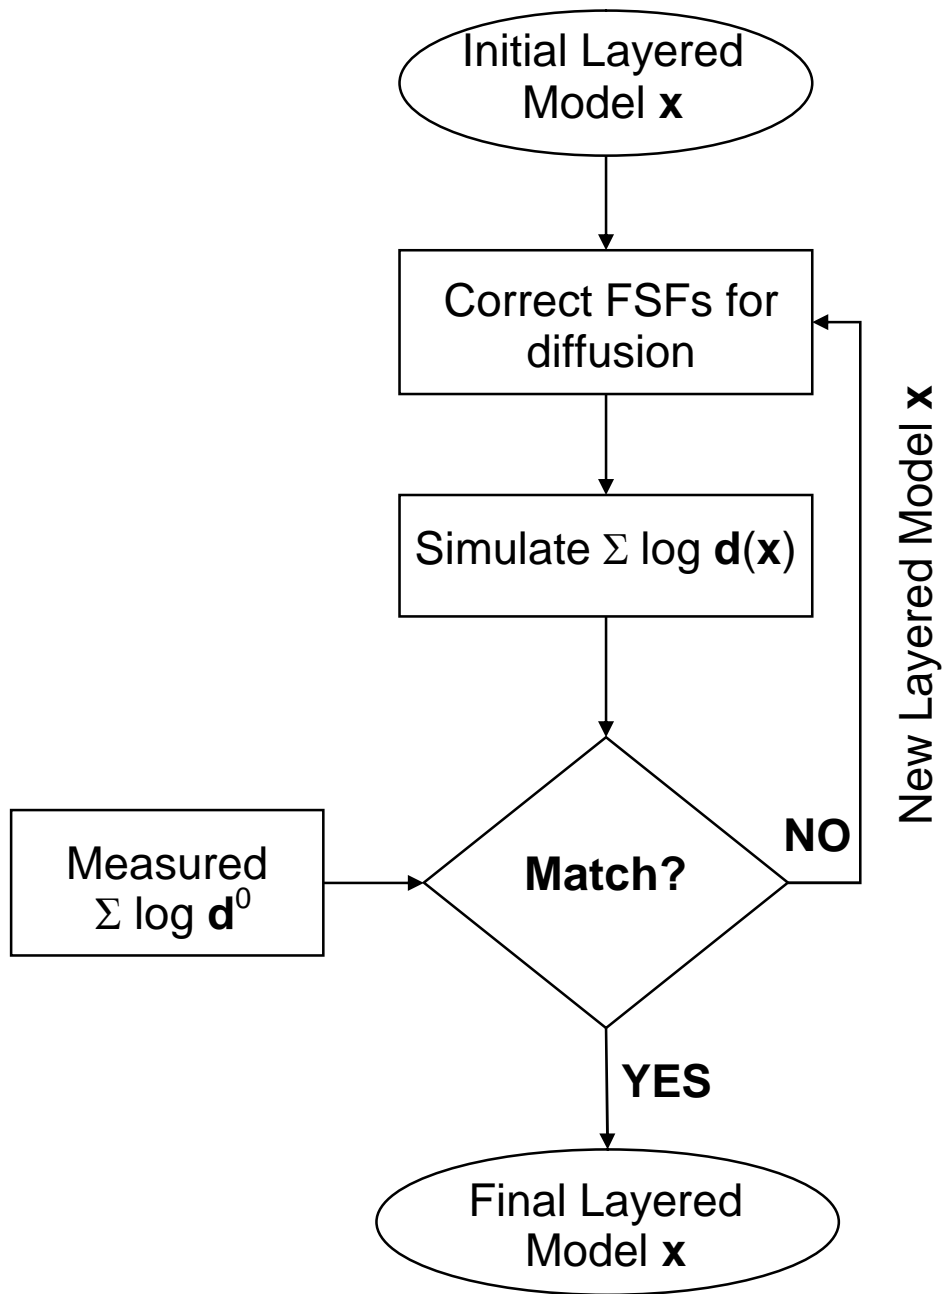 Initial Layered
Model x
Correct FSFs for
diffusion
Simulate Σ log d(x)
New Layered Model x
Measured
Σ log d⁰
Match?
NO
YES
Final Layered
Model x